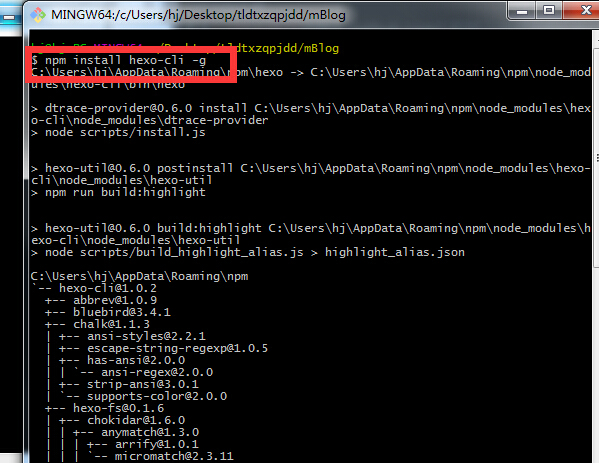 MINGW64:/c/Users/hj/Desktop/tldtxzqpjdd/mBlog
MINGW64 ~/Desktop/tldtxzqpjdd/mBlog
$ npm install hexo-cli -g
C:\Users\hj\AppData\Roaming\npm\hexo -> C:\Users\hj\AppData\Roaming\npm\node_mod
ules\hexo-cli\bin\hexo
> dtrace-provider@0.6.0 install C:\Users\hj\AppData\Roaming\npm\node_modules\hex
o-cli\node_modules\dtrace-provider
> node scripts/install.js
> hexo-util@0.6.0 postinstall C:\Users\hj\AppData\Roaming\npm\node_modules\hexo-
cli\node_modules\hexo-util
> npm run build:highlight
> hexo-util@0.6.0 build:highlight C:\Users\hj\AppData\Roaming\npm\node_modules\h
exo-cli\node_modules\hexo-util
> node scripts/build_highlight_alias.js > highlight_alias.json
C:\Users\hj\AppData\Roaming\npm
`-- hexo-cli@1.0.2
+-- abbrev@1.0.9
+-- bluebird@3.4.1
+-- chalk@1.1.3
| +-- ansi-styles@2.2.1
| +-- escape-string-regexp@1.0.5
| +-- has-ansi@2.0.0
| | `-- ansi-regex@2.0.0
| +-- strip-ansi@3.0.1
| `-- supports-color@2.0.0
+-- hexo-fs@0.1.6
| +-- chokidar@1.6.0
| | +-- anymatch@1.3.0
| | | +-- arrify@1.0.1
| | | `-- micromatch@2.3.11